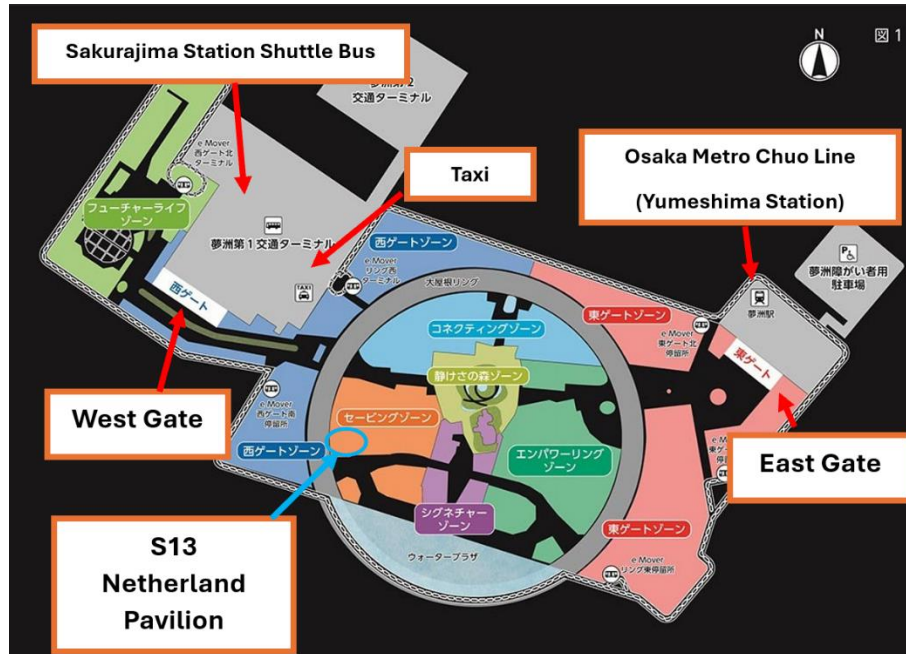 Sakurajima Station Shuttle Bus
N
図 1
夢洲第2
交通ターミナル
e Mover
西ゲート北
ターミナル
Taxi
Osaka Metro Chuo Line
(Yumeshima Station)
フューチャーライフ
ゾーン
夢洲第1交通ターミナル
西ゲートゾーン
P
夢洲障がい者用
駐車場
e Mover
リング西
ターミナル
大屋根リング
TAXI
西ゲート
東ゲートゾーン
夢洲駅
e Mover
東ゲート北
停留所
コネクティングゾーン
東ゲート
静けさの森ゾーン
West Gate
e Mover
西ゲート南
停留所
セービングゾーン
西ゲートゾーン
エンパワーリング
ゾーン
e M
東ゲー
停留
East Gate
シグネチャー
ゾーン
東ゲートゾーン
S13
Netherland
Pavilion
ウォータープラザ
e Mover
リング東停留所